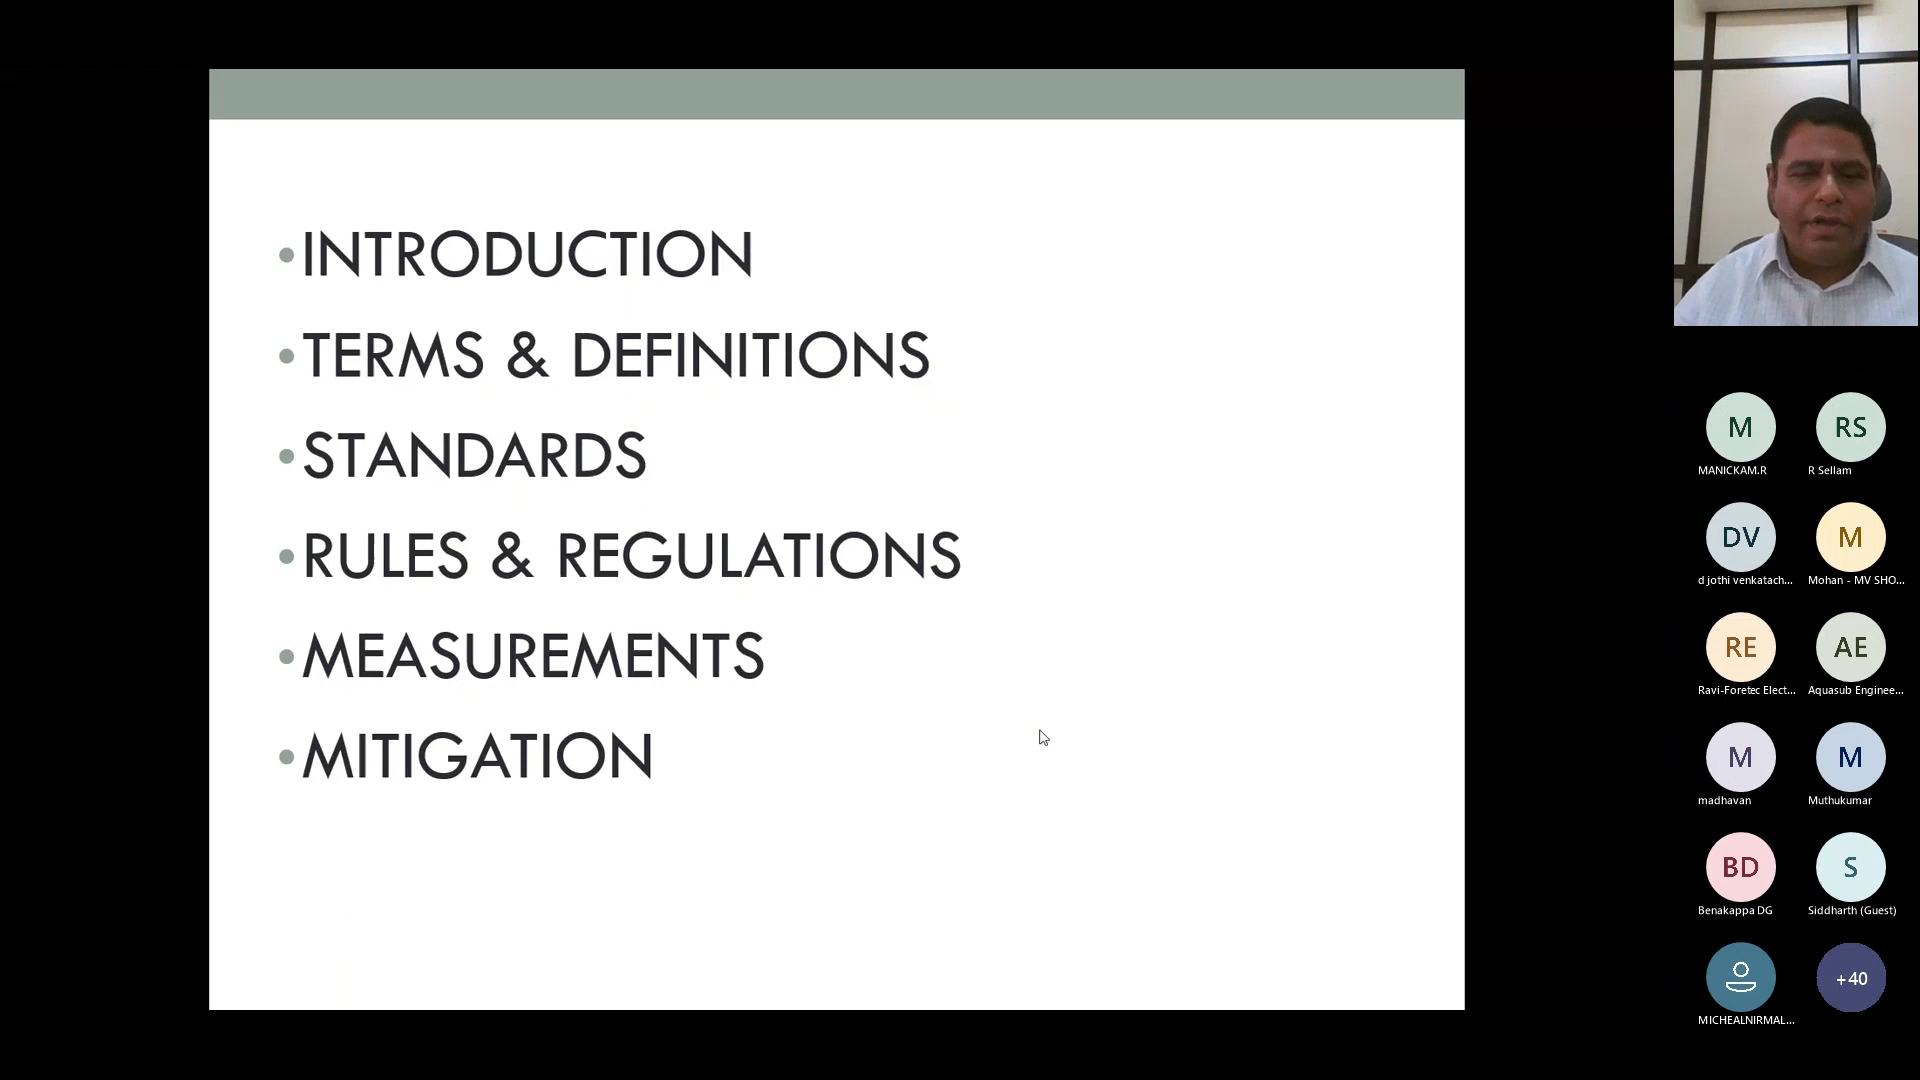 • INTRODUCTION
• TERMS & DEFINITIONS
• STANDARDS
• RULES & REGULATIONS
• MEASUREMENTS
• MITIGATION
M
RS
MANICKAM.R
R Sellam
DV
M
d jothi venkatach...
Mohan - MV SHO...
RE
AE
Ravi-Foretec Elect...
Aquasub Enginee...
M
M
madhavan
Muthukumar
BD
S
Benakappa DG
Siddharth (Guest)
+40
MICHEALNIRMAL...